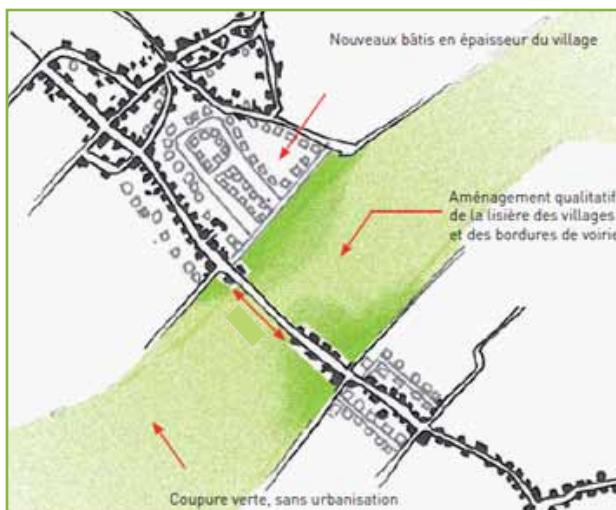 Nouveaux bâtis en épaisseur du village
Aménagement qualitatif
de la lisière des villages
et des bordures de voirie
Coupure verte, sans urbanisation